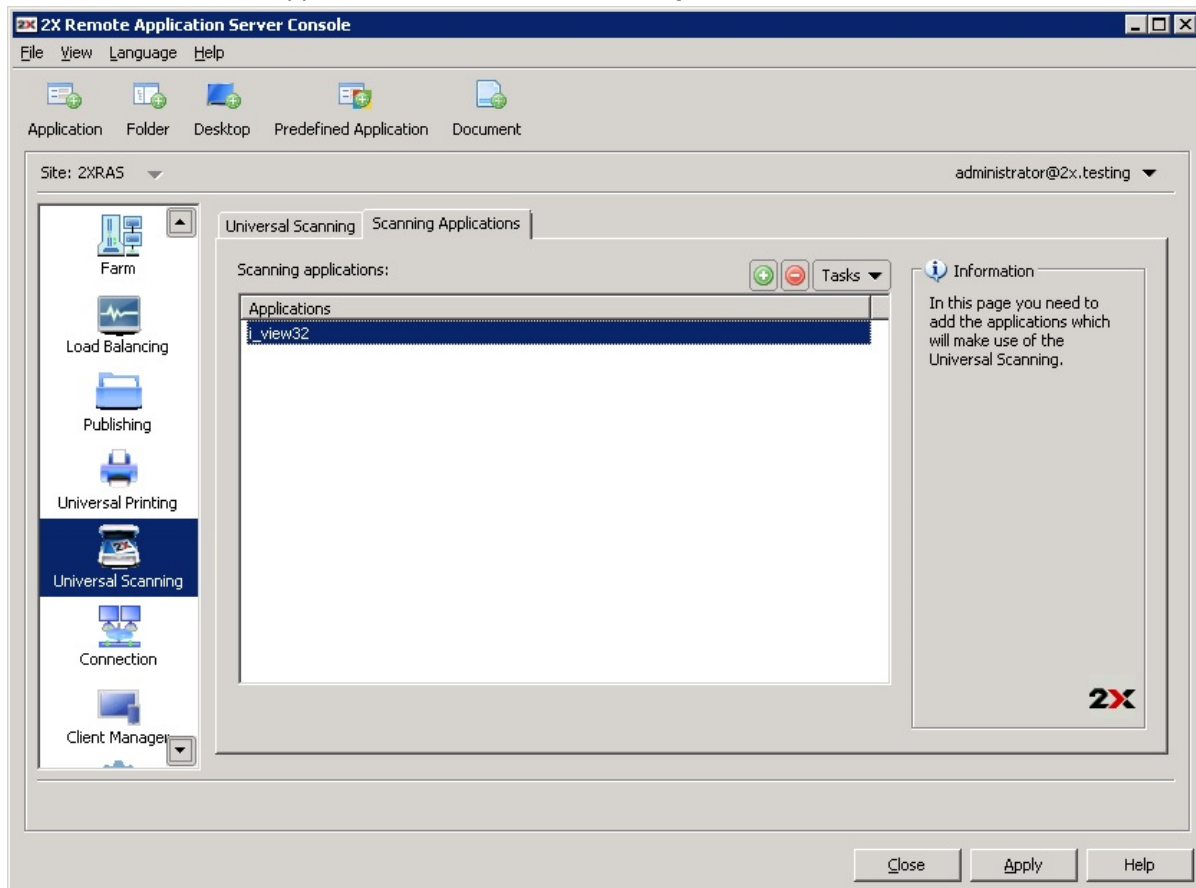 2X Remote Application Server Console
File View Language Help
Application Folder Desktop Predefined Application Document
Site: 2XRAS administrator@2x.testing
Farm
Load Balancing
Publishing
Universal Printing
Universal Scanning
Connection
Client Manager
Universal Scanning Scanning Applications
Scanning applications: Tasks
Applications
i_view32
Information
In this page you need to
add the applications which
will make use of the
Universal Scanning.
2X
Close Apply Help